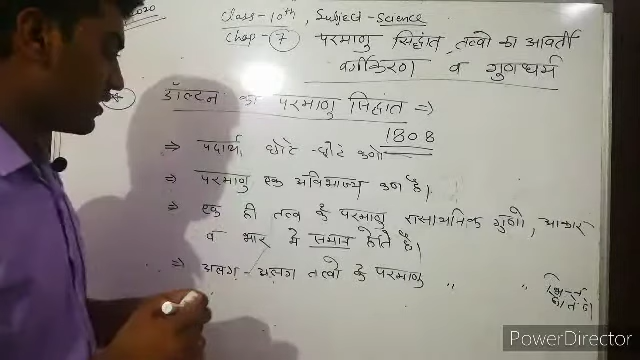 2020
Class-10th, Subject-Science
Chap-7 परमाणु सिद्धांत, तत्वो का आवर्ती
वर्गीकरण व गुणधर्म
डॉल्टन का परमाणु सिद्धांत =>
1808
=> पदार्थ, छोटे-छोटे कणो
=> परमाणु एक अविभाज्य कण है।
=> एक ही तत्व के परमाणु रासायनिक गुणो, आकार
व भार मे समान होते है।
=> अलग-अलग तत्वो के परमाणु " "
होते है।
PowerDirector